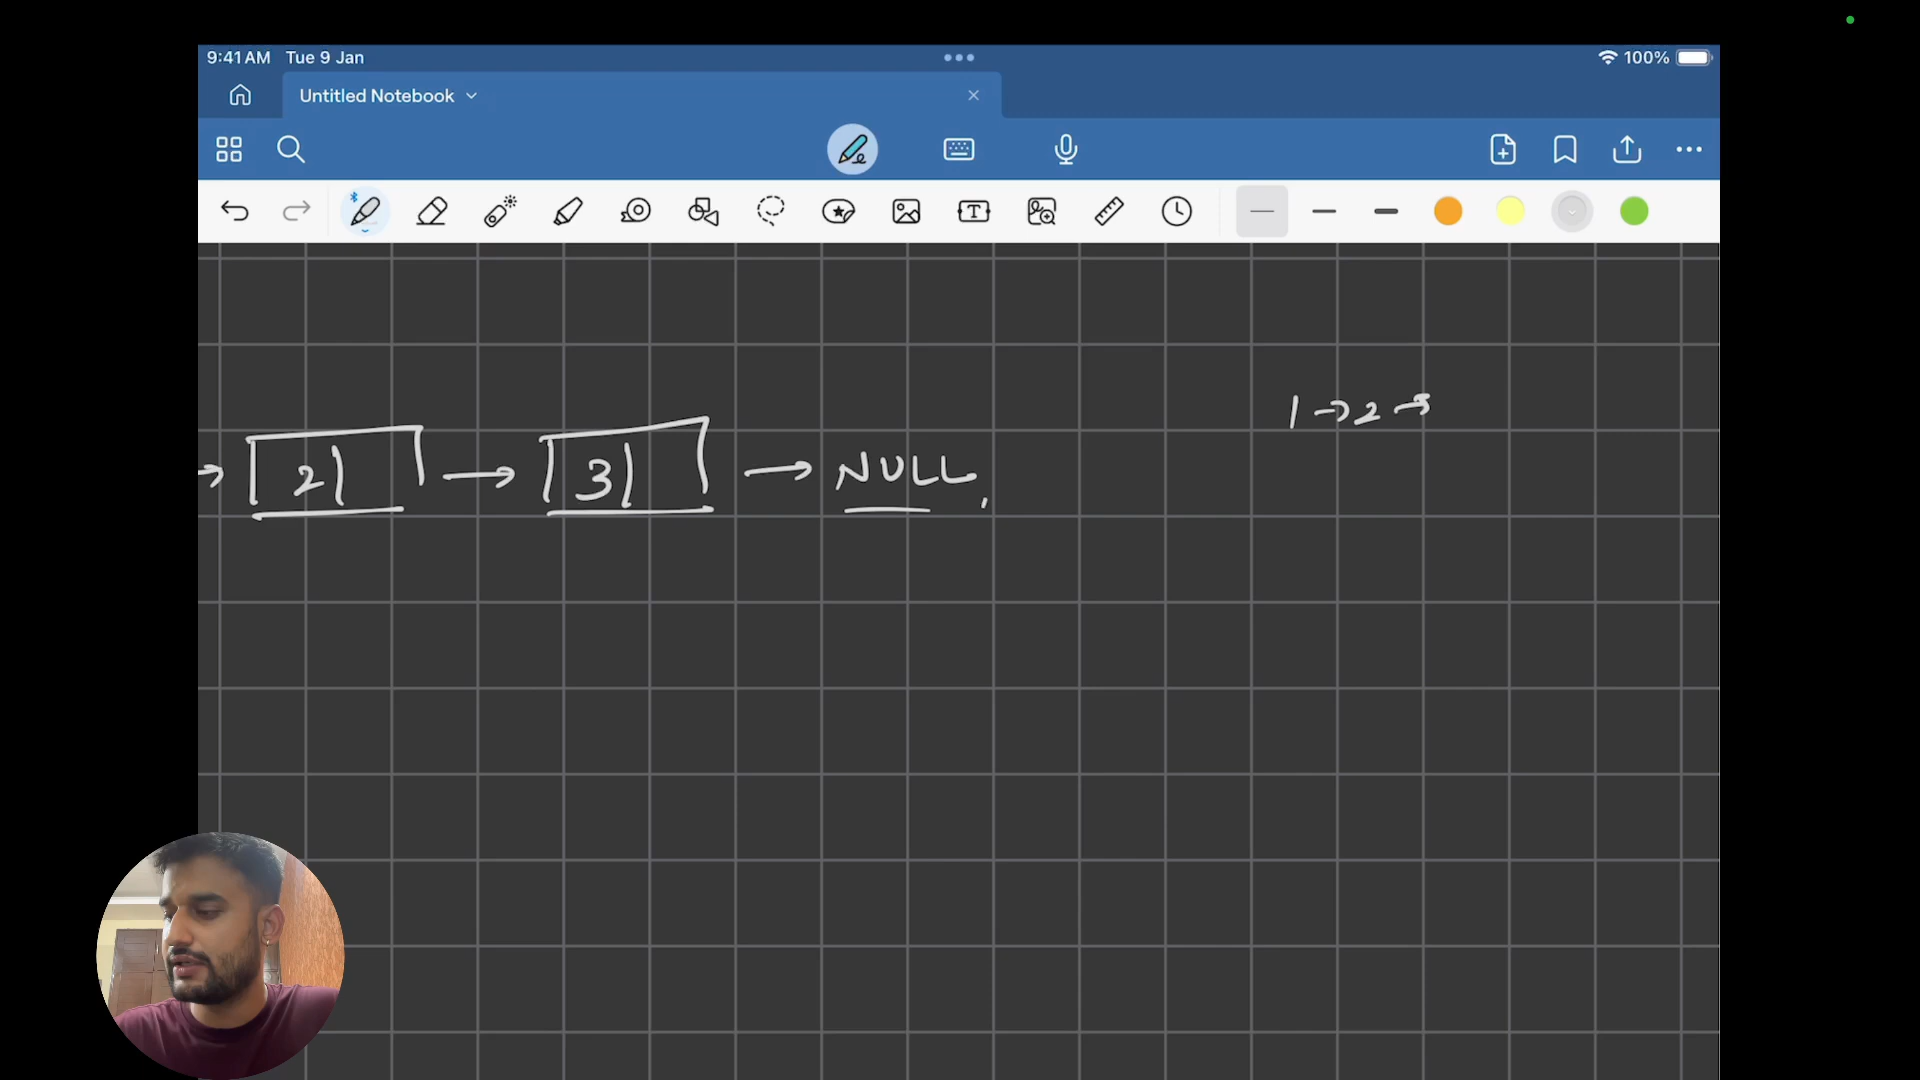 9:41 AM Tue 9 Jan 100%
Untitled Notebook
1 → 2 →
→ 2 → 3 → NULL